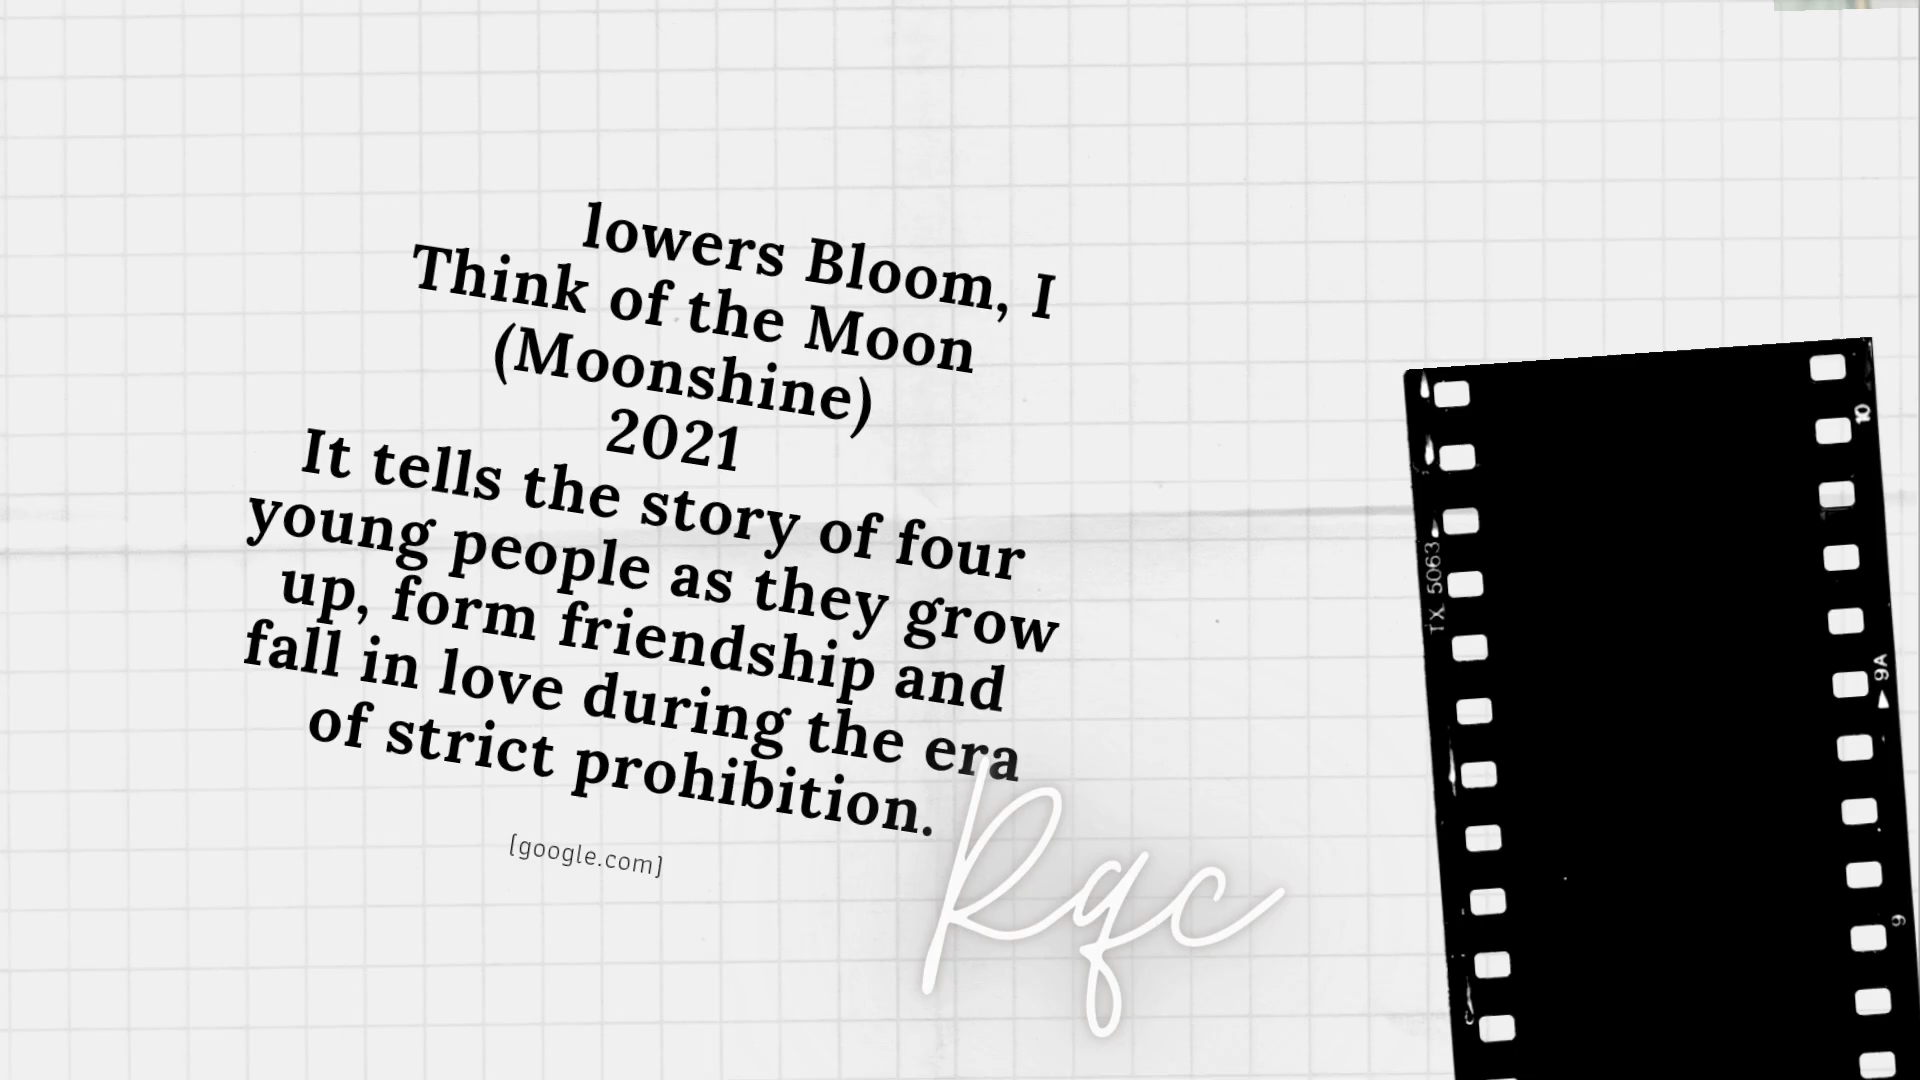 lowers Bloom, I
Think of the Moon
(Moonshine)
2021
It tells the story of four
young people as they grow
up, form friendship and
fall in love during the era
of strict prohibition.
[google.com]
Rqc
TX 5063
10
9A
9